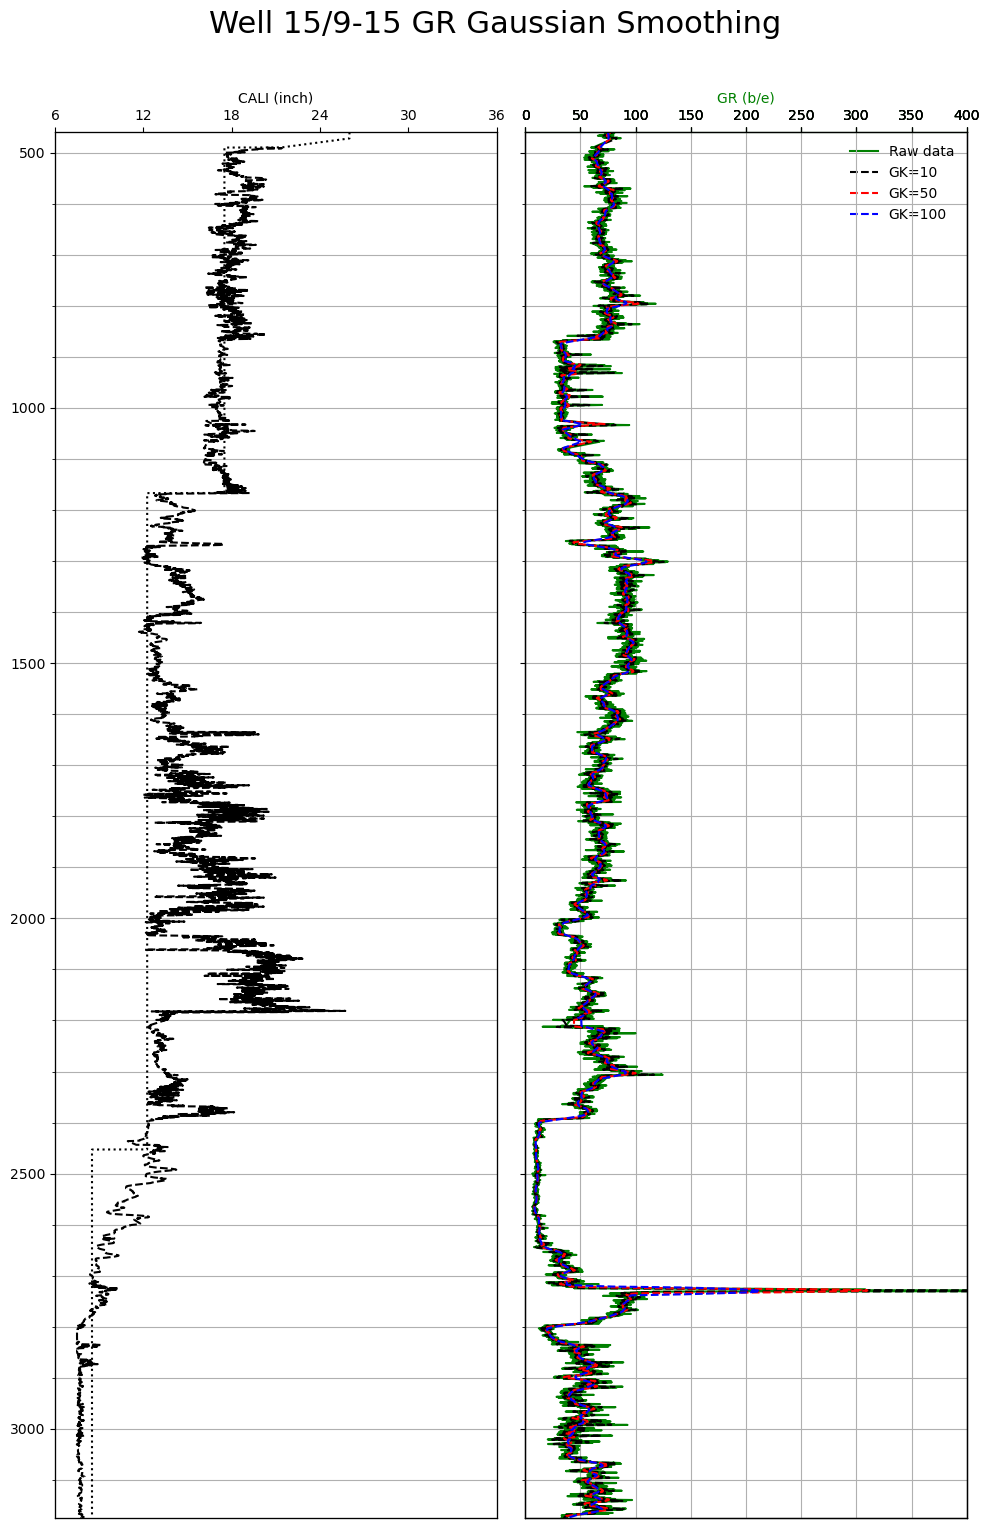 Well 15/9-15 GR Gaussian Smoothing
CALI (inch)
6 12 18 24 30 36
GR (b/e)
0 50 100 150 200 250 300 350 400
Raw data
GK=10
GK=50
GK=100
500
1000
1500
2000
2500
3000